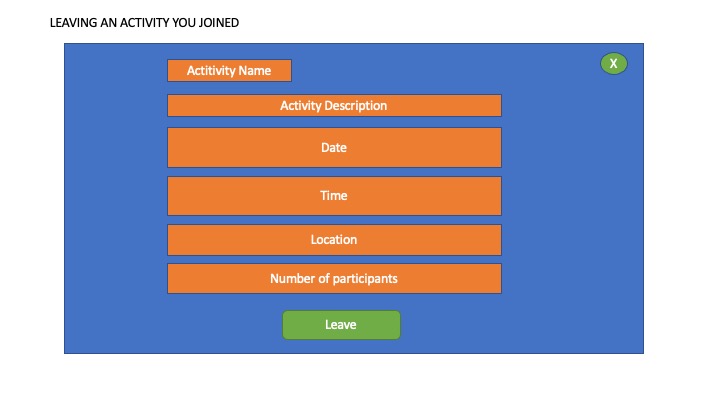 LEAVING AN ACTIVITY YOU JOINED
Actitivity Name
X
Activity Description
Date
Time
Location
Number of participants
Leave